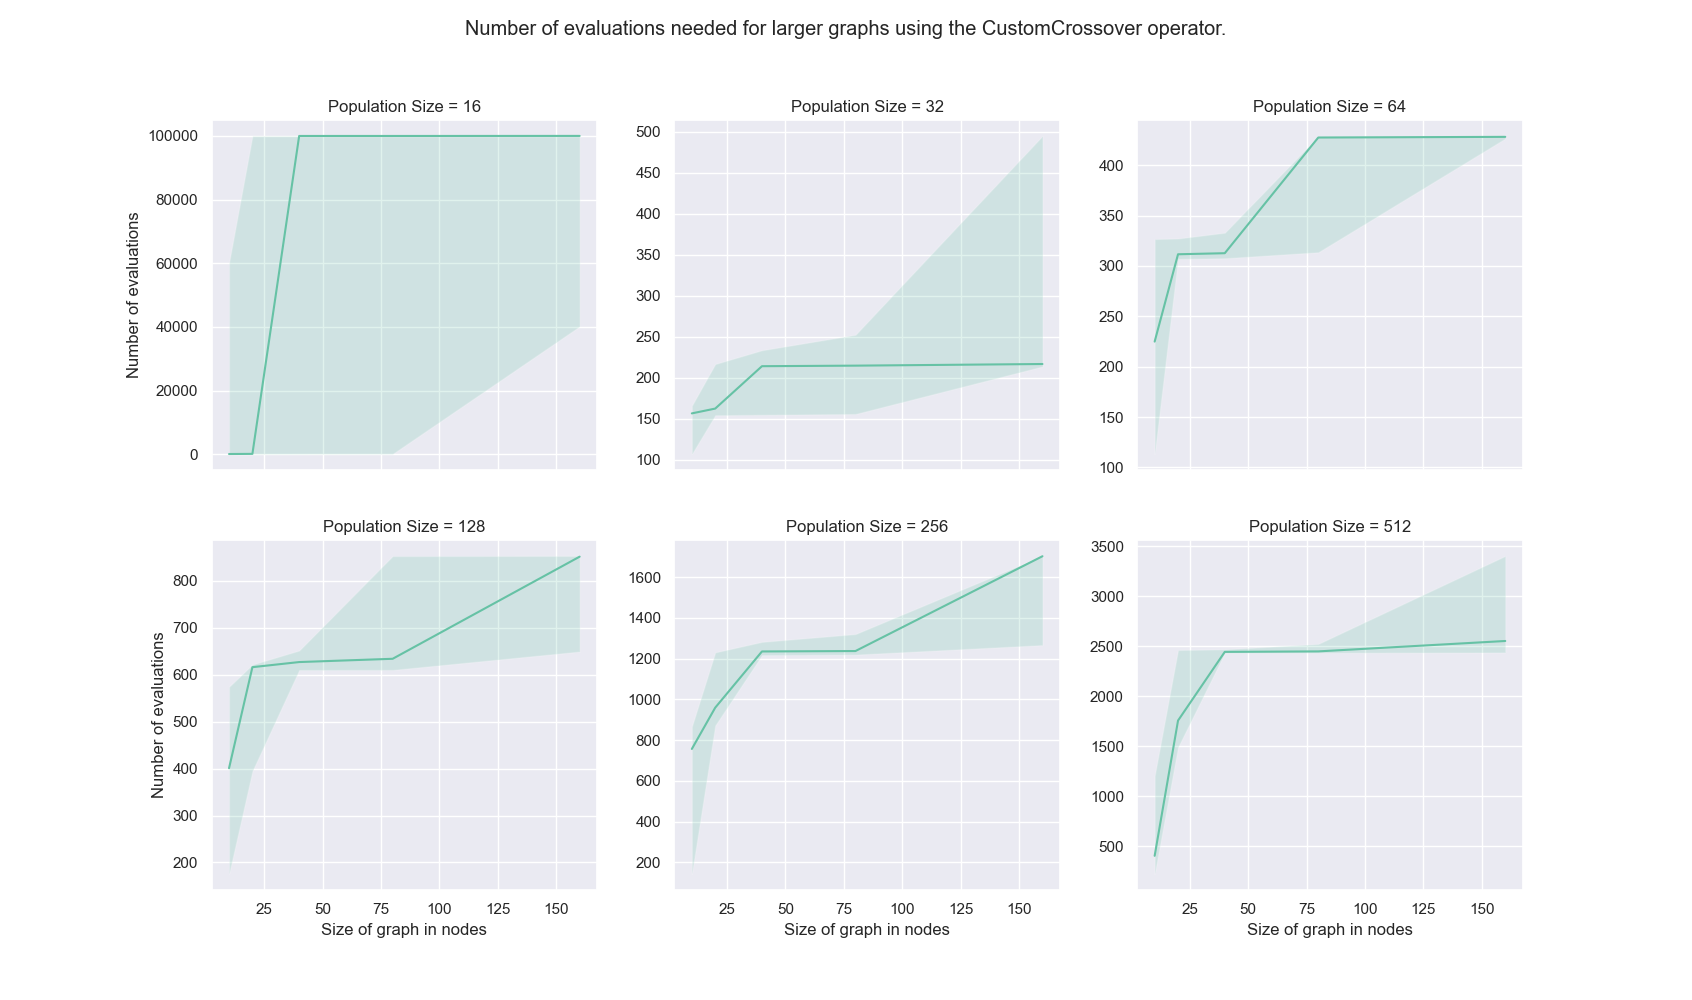 Number of evaluations needed for larger graphs using the CustomCrossover operator.
Population Size = 16
100000
80000
60000
40000
20000
0
Number of evaluations
Population Size = 32
500
450
400
350
300
250
200
150
100
Population Size = 64
400
350
300
250
200
150
100
Population Size = 128
800
700
600
500
400
300
200
Number of evaluations
25 50 75 100 125 150
Size of graph in nodes
Population Size = 256
1600
1400
1200
1000
800
600
400
200
25 50 75 100 125 150
Size of graph in nodes
Population Size = 512
3500
3000
2500
2000
1500
1000
500
25 50 75 100 125 150
Size of graph in nodes